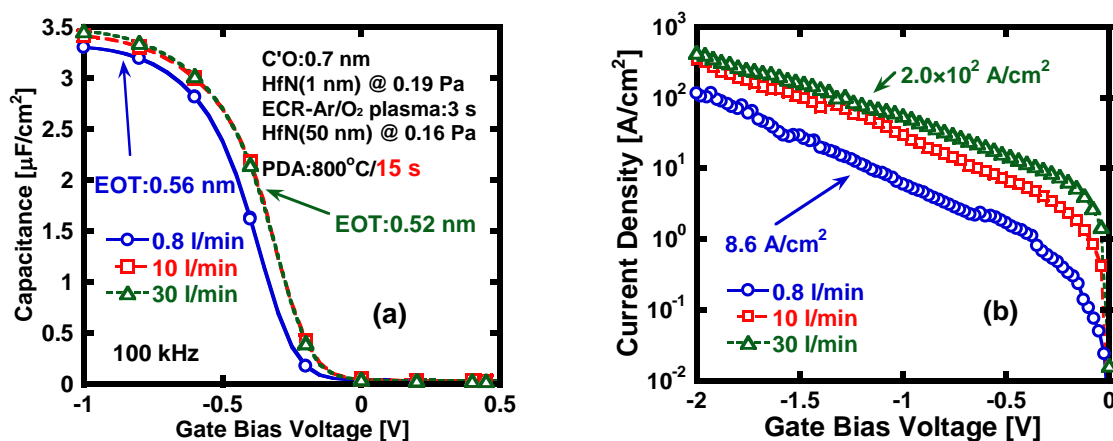 3.5
3
2.5
2
1.5
1
0.5
0
Capacitance [µF/cm²]
C'O:0.7 nm
HfN(1 nm) @ 0.19 Pa
ECR-Ar/O₂ plasma:3 s
HfN(50 nm) @ 0.16 Pa
PDA:800°C/15 s
EOT:0.56 nm
EOT:0.52 nm
0.8 l/min
10 l/min
30 l/min
(a)
100 kHz
-1
-0.5
0
0.5
Gate Bias Voltage [V]
10³
10²
10¹
10⁰
10⁻¹
10⁻²
Current Density [A/cm²]
2.0×10² A/cm²
8.6 A/cm²
0.8 l/min
10 l/min
30 l/min
(b)
-2
-1.5
-1
-0.5
0
Gate Bias Voltage [V]